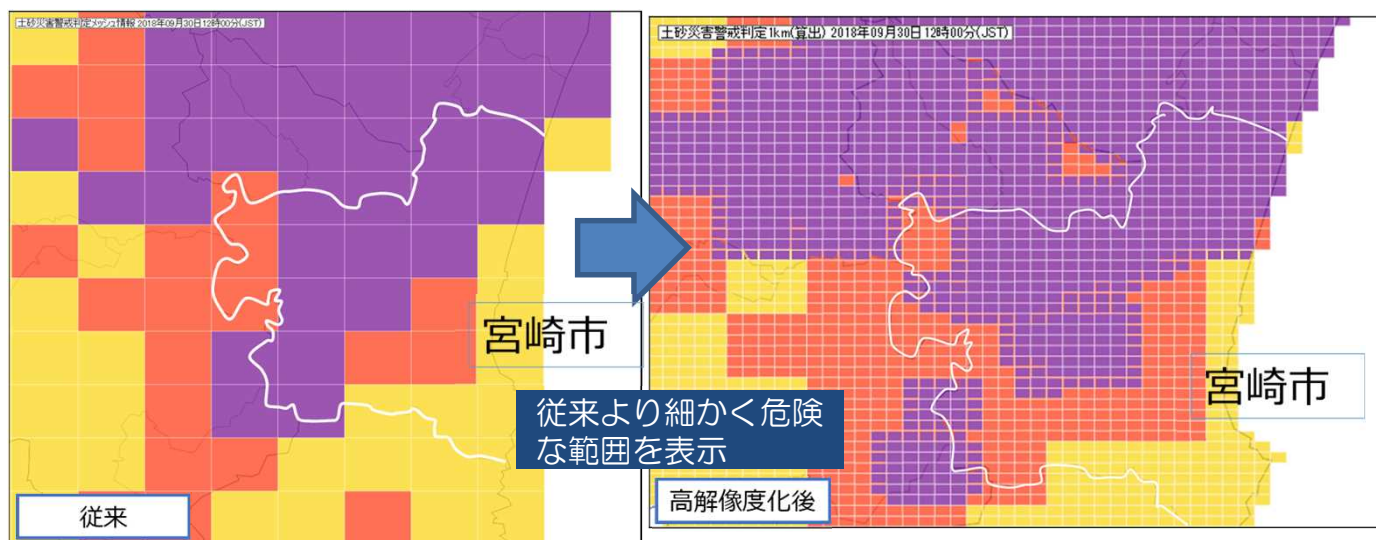 土砂災害警戒判定メッシュ情報 2018年09月30日12時00分(JST)
宮崎市
従来
従来より細かく危険
な範囲を表示
土砂災害警戒判定1km(算出) 2018年09月30日12時00分(JST)
宮崎市
高解像度化後